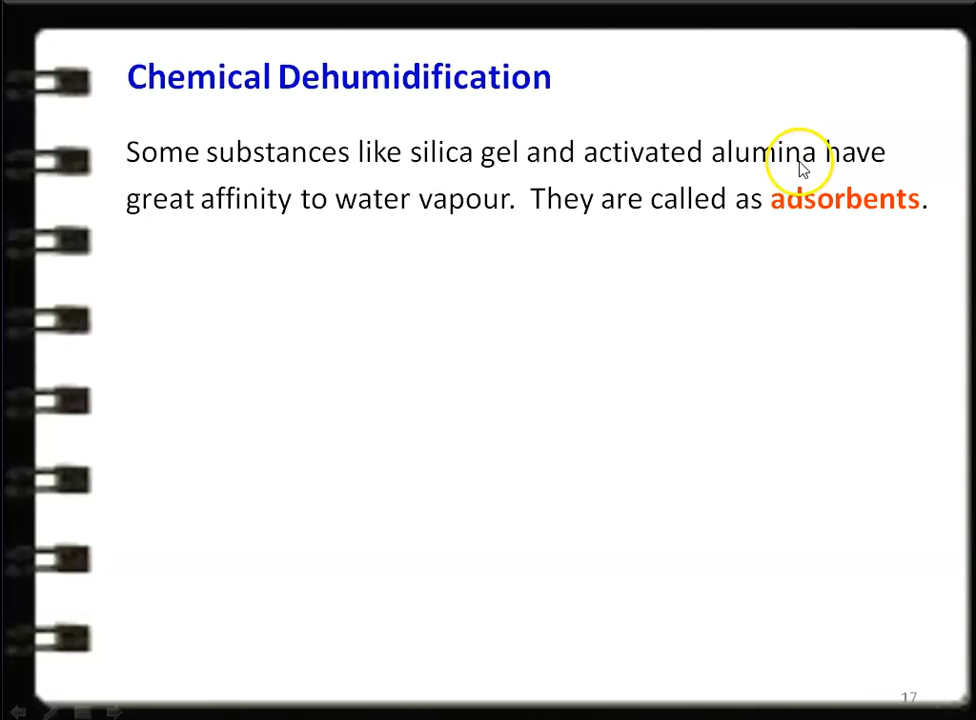 Chemical Dehumidification
Some substances like silica gel and activated alumina have
great affinity to water vapour.  They are called as adsorbents.
17